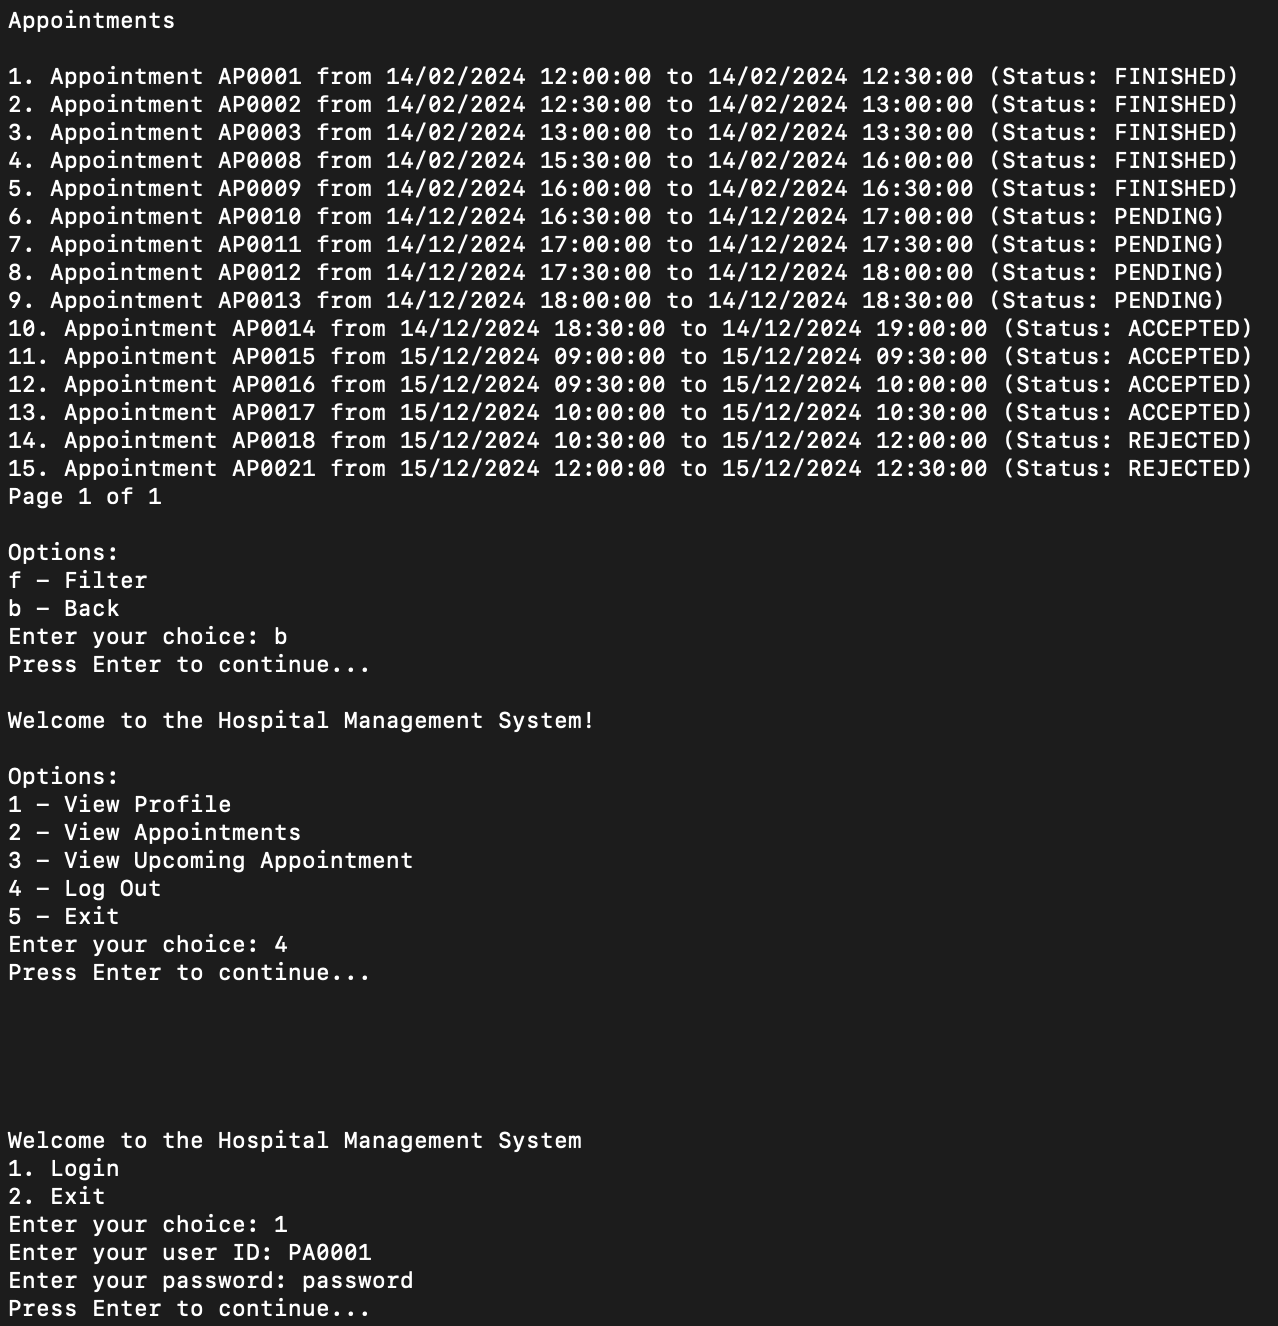 Appointments
1. Appointment AP0001 from 14/02/2024 12:00:00 to 14/02/2024 12:30:00 (Status: FINISHED)
2. Appointment AP0002 from 14/02/2024 12:30:00 to 14/02/2024 13:00:00 (Status: FINISHED)
3. Appointment AP0003 from 14/02/2024 13:00:00 to 14/02/2024 13:30:00 (Status: FINISHED)
4. Appointment AP0008 from 14/02/2024 15:30:00 to 14/02/2024 16:00:00 (Status: FINISHED)
5. Appointment AP0009 from 14/02/2024 16:00:00 to 14/02/2024 16:30:00 (Status: FINISHED)
6. Appointment AP0010 from 14/12/2024 16:30:00 to 14/12/2024 17:00:00 (Status: PENDING)
7. Appointment AP0011 from 14/12/2024 17:00:00 to 14/12/2024 17:30:00 (Status: PENDING)
8. Appointment AP0012 from 14/12/2024 17:30:00 to 14/12/2024 18:00:00 (Status: PENDING)
9. Appointment AP0013 from 14/12/2024 18:00:00 to 14/12/2024 18:30:00 (Status: PENDING)
10. Appointment AP0014 from 14/12/2024 18:30:00 to 14/12/2024 19:00:00 (Status: ACCEPTED)
11. Appointment AP0015 from 15/12/2024 09:00:00 to 15/12/2024 09:30:00 (Status: ACCEPTED)
12. Appointment AP0016 from 15/12/2024 09:30:00 to 15/12/2024 10:00:00 (Status: ACCEPTED)
13. Appointment AP0017 from 15/12/2024 10:00:00 to 15/12/2024 10:30:00 (Status: ACCEPTED)
14. Appointment AP0018 from 15/12/2024 10:30:00 to 15/12/2024 12:00:00 (Status: REJECTED)
15. Appointment AP0021 from 15/12/2024 12:00:00 to 15/12/2024 12:30:00 (Status: REJECTED)
Page 1 of 1
Options:
f – Filter
b – Back
Enter your choice: b
Press Enter to continue...
Welcome to the Hospital Management System!
Options:
1 – View Profile
2 – View Appointments
3 – View Upcoming Appointment
4 – Log Out
5 – Exit
Enter your choice: 4
Press Enter to continue...
Welcome to the Hospital Management System
1. Login
2. Exit
Enter your choice: 1
Enter your user ID: PA0001
Enter your password: password
Press Enter to continue...